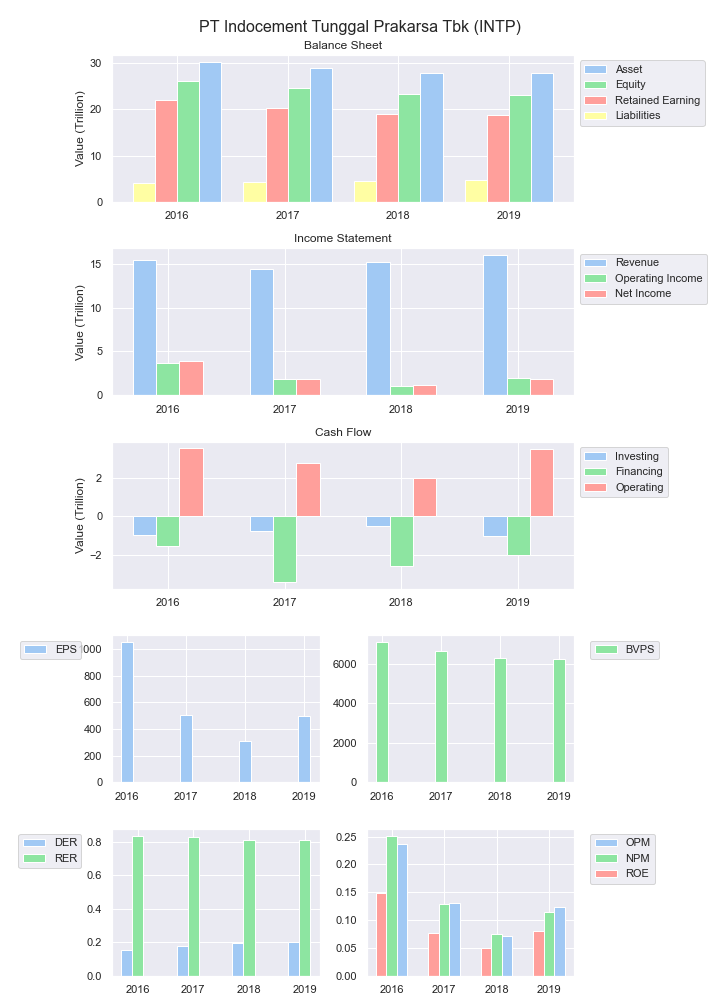 PT Indocement Tunggal Prakarsa Tbk (INTP)
Balance Sheet
Value (Trillion)
30
20
10
0
2016 2017 2018 2019
Asset
Equity
Retained Earning
Liabilities
Income Statement
Value (Trillion)
15
10
5
0
2016 2017 2018 2019
Revenue
Operating Income
Net Income
Cash Flow
Value (Trillion)
2
0
−2
2016 2017 2018 2019
Investing
Financing
Operating
EPS
1000
800
600
400
200
0
2016 2017 2018 2019
6000
4000
2000
0
2016 2017 2018 2019
BVPS
DER
RER
0.8
0.6
0.4
0.2
0.0
2016 2017 2018 2019
0.25
0.20
0.15
0.10
0.05
0.00
2016 2017 2018 2019
OPM
NPM
ROE